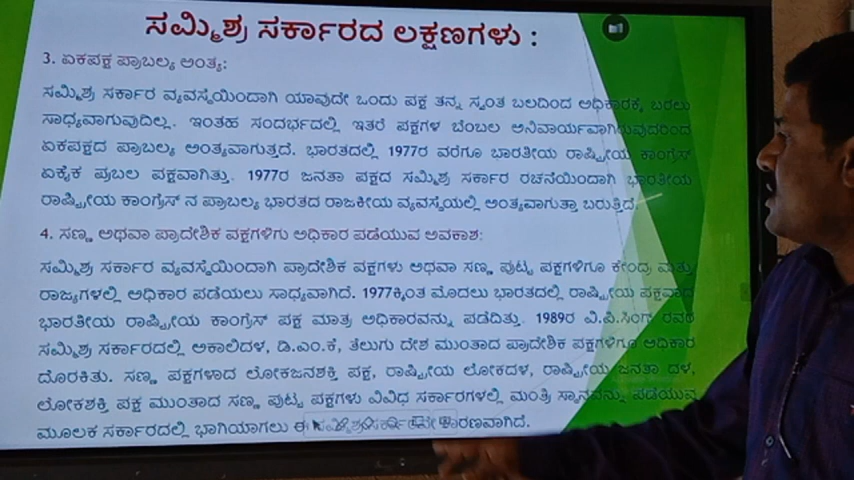 ಸಮ್ಮಿಶ್ರ ಸರ್ಕಾರದ ಲಕ್ಷಣಗಳು :
3. ಏಕಪಕ್ಷ ಪ್ರಾಬಲ್ಯ ಅಂತ್ಯ:
ಸಮ್ಮಿಶ್ರ ಸರ್ಕಾರ ವ್ಯವಸ್ಥೆಯಿಂದಾಗಿ ಯಾವುದೇ ಒಂದು ಪಕ್ಷ ತನ್ನ ಸ್ವಂತ ಬಲದಿಂದ ಅಧಿಕಾರಕ್ಕೆ ಬರಲು
ಸಾಧ್ಯವಾಗುವುದಿಲ್ಲ. ಇಂತಹ ಸಂದರ್ಭದಲ್ಲಿ ಇತರೆ ಪಕ್ಷಗಳ ಬೆಂಬಲ ಅನಿವಾರ್ಯವಾಗಿರುವುದರಿಂದ
ಏಕಪಕ್ಷದ ಪ್ರಾಬಲ್ಯ ಅಂತ್ಯವಾಗುತ್ತದೆ. ಭಾರತದಲ್ಲಿ 1977ರ ವರೆಗೂ ಭಾರತೀಯ ರಾಷ್ಟ್ರೀಯ ಕಾಂಗ್ರೆಸ್
ಏಕೈಕ ಪ್ರಬಲ ಪಕ್ಷವಾಗಿತ್ತು. 1977ರ ಜನತಾ ಪಕ್ಷದ ಸಮ್ಮಿಶ್ರ ಸರ್ಕಾರ ರಚನೆಯಿಂದಾಗಿ ಭಾರತೀಯ
ರಾಷ್ಟ್ರೀಯ ಕಾಂಗ್ರೆಸ್ ನ ಪ್ರಾಬಲ್ಯ ಭಾರತದ ರಾಜಕೀಯ ವ್ಯವಸ್ಥೆಯಲ್ಲಿ ಅಂತ್ಯವಾಗುತ್ತಾ ಬರುತ್ತಿದೆ.
4. ಸಣ್ಣ ಅಥವಾ ಪ್ರಾದೇಶಿಕ ಪಕ್ಷಗಳಿಗು ಅಧಿಕಾರ ಪಡೆಯುವ ಅವಕಾಶ:
ಸಮ್ಮಿಶ್ರ ಸರ್ಕಾರ ವ್ಯವಸ್ಥೆಯಿಂದಾಗಿ ಪ್ರಾದೇಶಿಕ ಪಕ್ಷಗಳು ಅಥವಾ ಸಣ್ಣ ಪುಟ್ಟ ಪಕ್ಷಗಳಿಗೂ ಕೇಂದ್ರ ಮತ್ತು
ರಾಜ್ಯಗಳಲ್ಲಿ ಅಧಿಕಾರ ಪಡೆಯಲು ಸಾಧ್ಯವಾಗಿದೆ. 1977ಕ್ಕಿಂತ ಮೊದಲು ಭಾರತದಲ್ಲಿ ರಾಷ್ಟ್ರೀಯ ಪಕ್ಷವಾದ
ಭಾರತೀಯ ರಾಷ್ಟ್ರೀಯ ಕಾಂಗ್ರೆಸ್ ಪಕ್ಷ ಮಾತ್ರ ಅಧಿಕಾರವನ್ನು ಪಡೆದಿತ್ತು. 1989ರ ವಿ.ಪಿ.ಸಿಂಗ್ ರವರ
ಸಮ್ಮಿಶ್ರ ಸರ್ಕಾರದಲ್ಲಿ ಅಕಾಲಿದಳ, ಡಿ.ಎಂ.ಕೆ, ತೆಲುಗು ದೇಶ ಮುಂತಾದ ಪ್ರಾದೇಶಿಕ ಪಕ್ಷಗಳಿಗೂ ಅಧಿಕಾರ
ದೊರಕಿತು. ಸಣ್ಣ ಪಕ್ಷಗಳಾದ ಲೋಕಜನಶಕ್ತಿ ಪಕ್ಷ, ರಾಷ್ಟ್ರೀಯ ಲೋಕದಳ, ರಾಷ್ಟ್ರೀಯ ಜನತಾ ದಳ,
ಲೋಕಶಕ್ತಿ ಪಕ್ಷ ಮುಂತಾದ ಸಣ್ಣ ಪುಟ್ಟ ಪಕ್ಷಗಳು ವಿವಿಧ ಸರ್ಕಾರಗಳಲ್ಲಿ ಮಂತ್ರಿ ಸ್ಥಾನವನ್ನು ಪಡೆಯುವ
ಮೂಲಕ ಸರ್ಕಾರದಲ್ಲಿ ಭಾಗಿಯಾಗಲು ಈ ಸಮ್ಮಿಶ್ರ ಸರ್ಕಾರವೇ ಕಾರಣವಾಗಿದೆ.